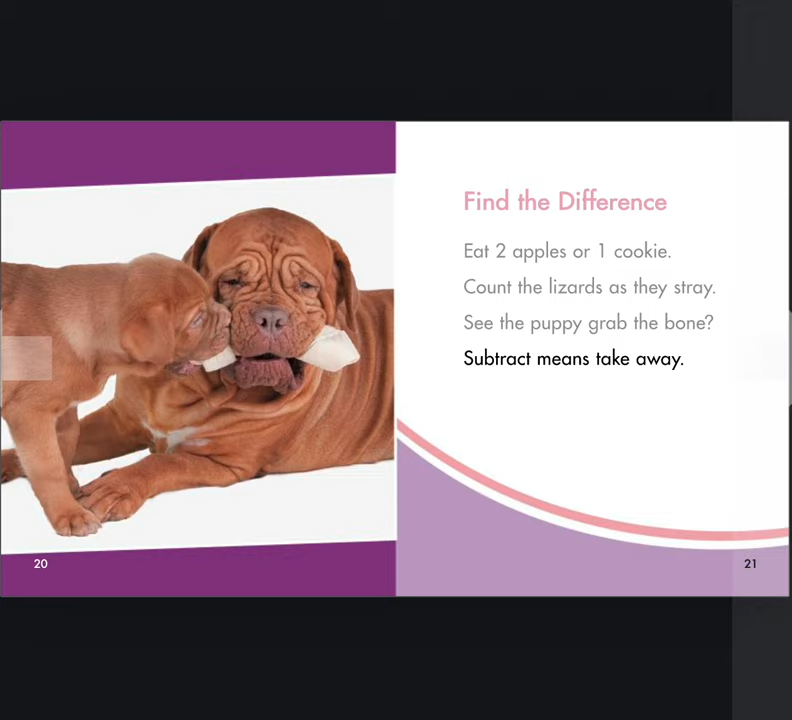 Find the Difference
Eat 2 apples or 1 cookie.
Count the lizards as they stray.
See the puppy grab the bone?
Subtract means take away.
20
21